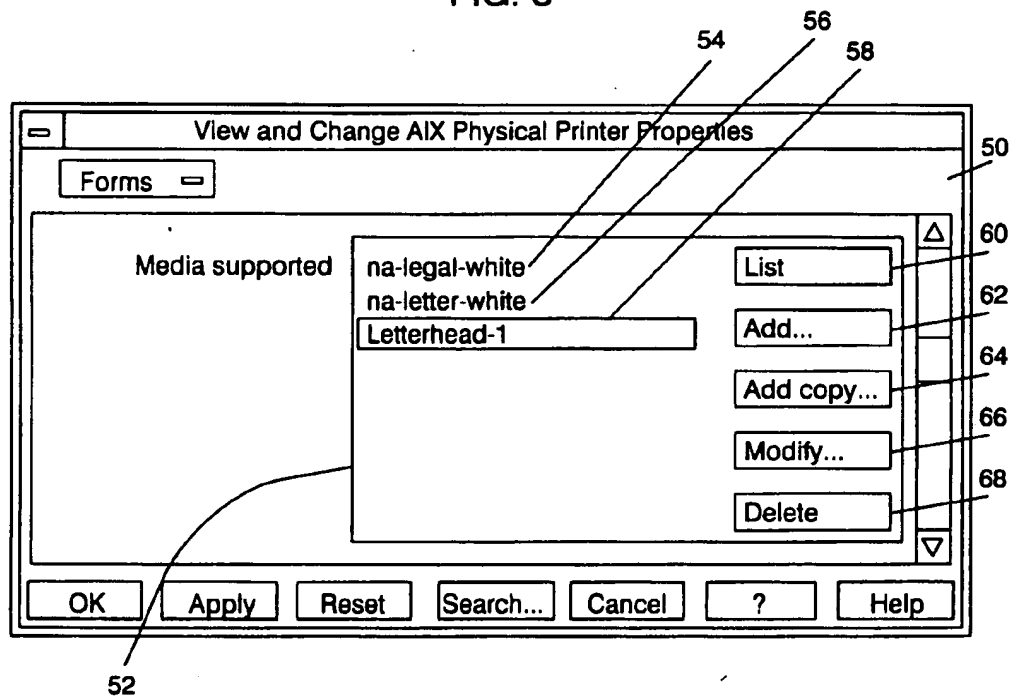 54
56
58
View and Change AIX Physical Printer Properties
50
Forms
60
Media supported
na-legal-white
List
62
na-letter-white
Letterhead-1
Add...
64
Add copy...
66
Modify...
68
Delete
OK Apply Reset Search... Cancel ? Help
52